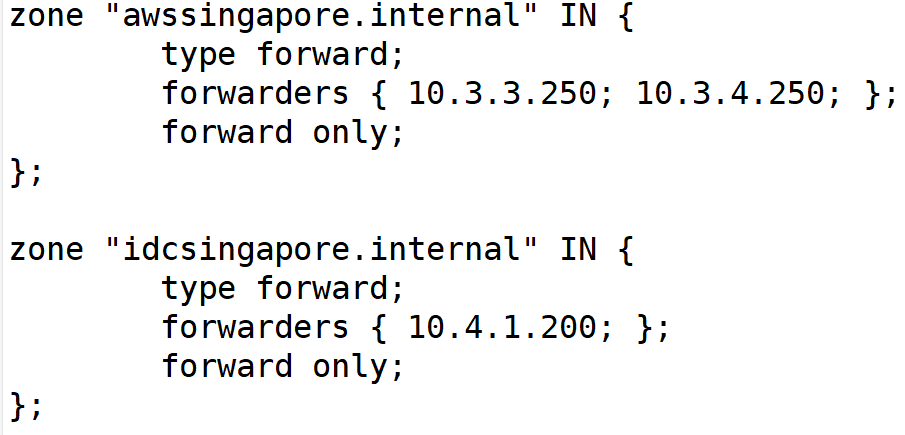 zone "awssingapore.internal" IN {
        type forward;
        forwarders { 10.3.3.250; 10.3.4.250; };
        forward only;
};

zone "idcsingapore.internal" IN {
        type forward;
        forwarders { 10.4.1.200; };
        forward only;
};